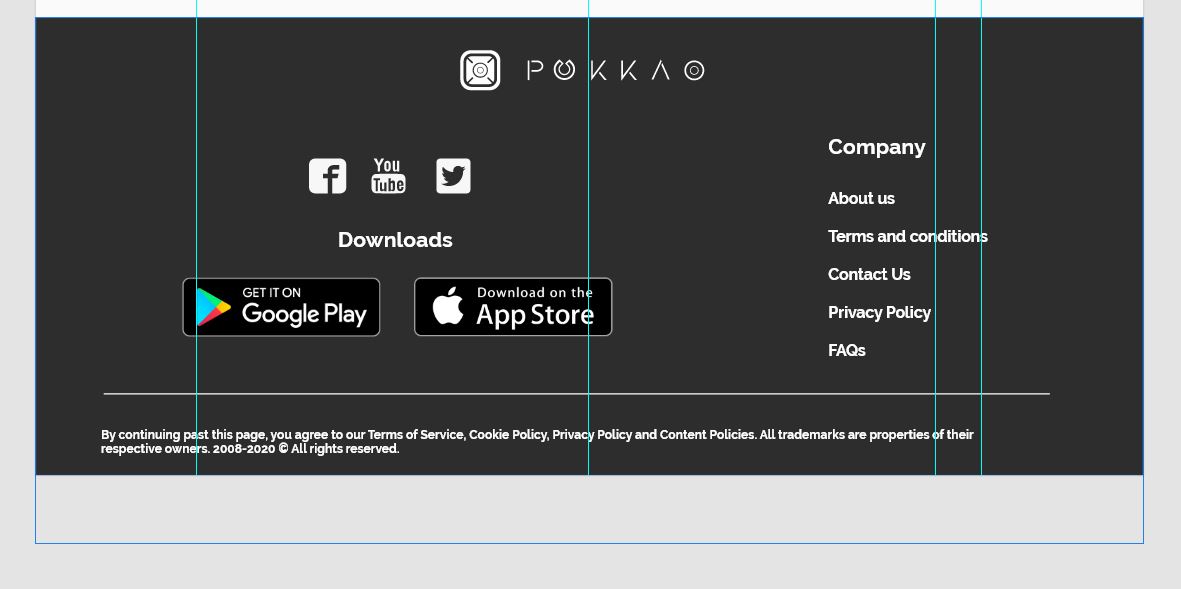 POKKAO
You
Tube
Downloads
GET IT ON
Google Play
Download on the
App Store
Company
About us
Terms and conditions
Contact Us
Privacy Policy
FAQs
By continuing past this page, you agree to our Terms of Service, Cookie Policy, Privacy Policy and Content Policies. All trademarks are properties of their
respective owners. 2008-2020 © All rights reserved.